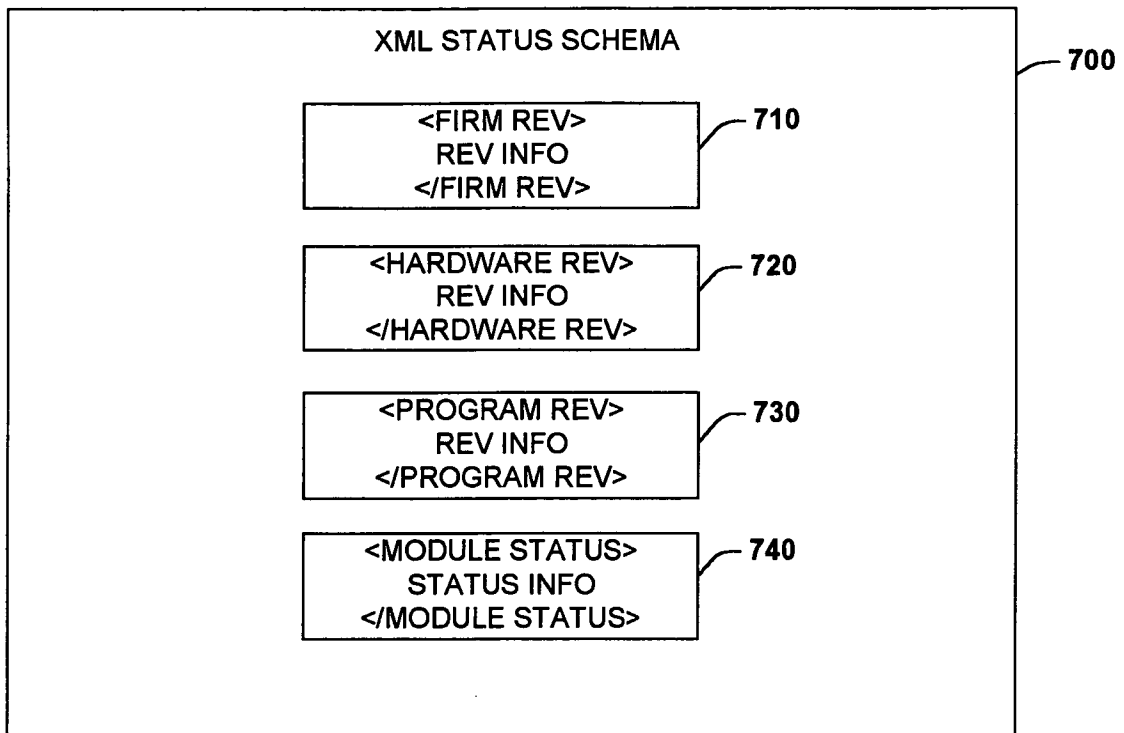 XML STATUS SCHEMA
700
<FIRM REV>
REV INFO
</FIRM REV>
710
<HARDWARE REV>
REV INFO
</HARDWARE REV>
720
<PROGRAM REV>
REV INFO
</PROGRAM REV>
730
<MODULE STATUS>
STATUS INFO
</MODULE STATUS>
740